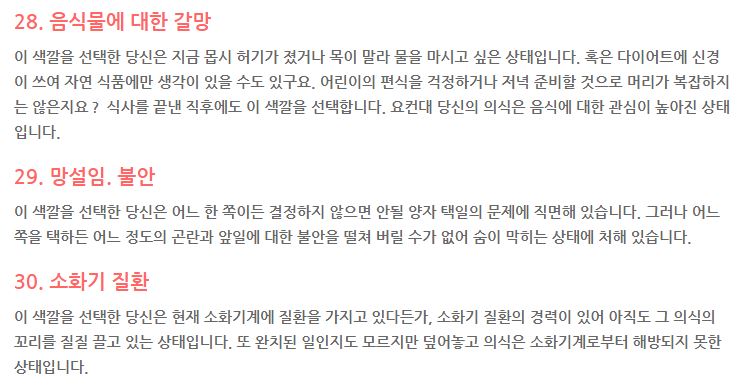 28. 음식물에 대한 갈망
이 색깔을 선택한 당신은 지금 몹시 허기가 졌거나 목이 말라 물을 마시고 싶은 상태입니다. 혹은 다이어트에 신경
이 쓰여 자연 식품에만 생각이 있을 수도 있구요. 어린이의 편식을 걱정하거나 저녁 준비할 것으로 머리가 복잡하지
는 않은지요 ? 식사를 끝낸 직후에도 이 색깔을 선택합니다. 요컨대 당신의 의식은 음식에 대한 관심이 높아진 상태
입니다.
29. 망설임. 불안
이 색깔을 선택한 당신은 어느 한 쪽이든 결정하지 않으면 안될 양자 택일의 문제에 직면해 있습니다. 그러나 어느
쪽을 택하든 어느 정도의 곤란과 앞일에 대한 불안을 떨쳐 버릴 수가 없어 숨이 막히는 상태에 처해 있습니다.
30. 소화기 질환
이 색깔을 선택한 당신은 현재 소화기계에 질환을 가지고 있다든가, 소화기 질환의 경력이 있어 아직도 그 의식의
꼬리를 질질 끌고 있는 상태입니다. 또 완치된 일인지도 모르지만 덮어놓고 의식은 소화기계로부터 해방되지 못한
상태입니다.